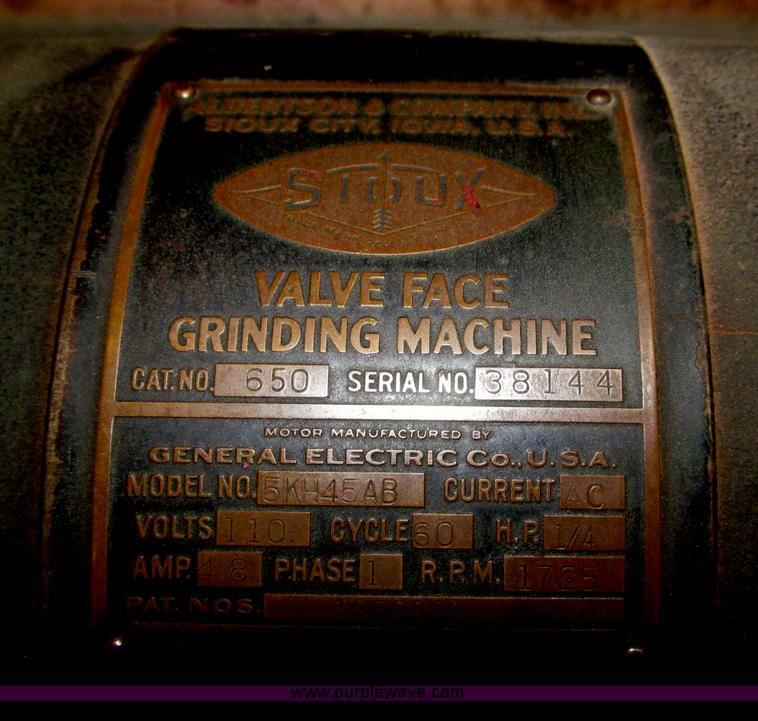 ALBERTSON & COMPANY, INC.
SIOUX CITY, IOWA, U.S.A.
SIOUX
VALVE FACE
GRINDING MACHINE
CAT. NO. 650 SERIAL NO. 38144
MOTOR MANUFACTURED BY
GENERAL ELECTRIC CO., U.S.A.
MODEL NO. 5KH45AB CURRENT AC
VOLTS 110. CYCLE 60 H.P. 1/4
AMP. 4.8 PHASE 1 R.P.M. 1725
PAT. NOS.
www.purplewave.com